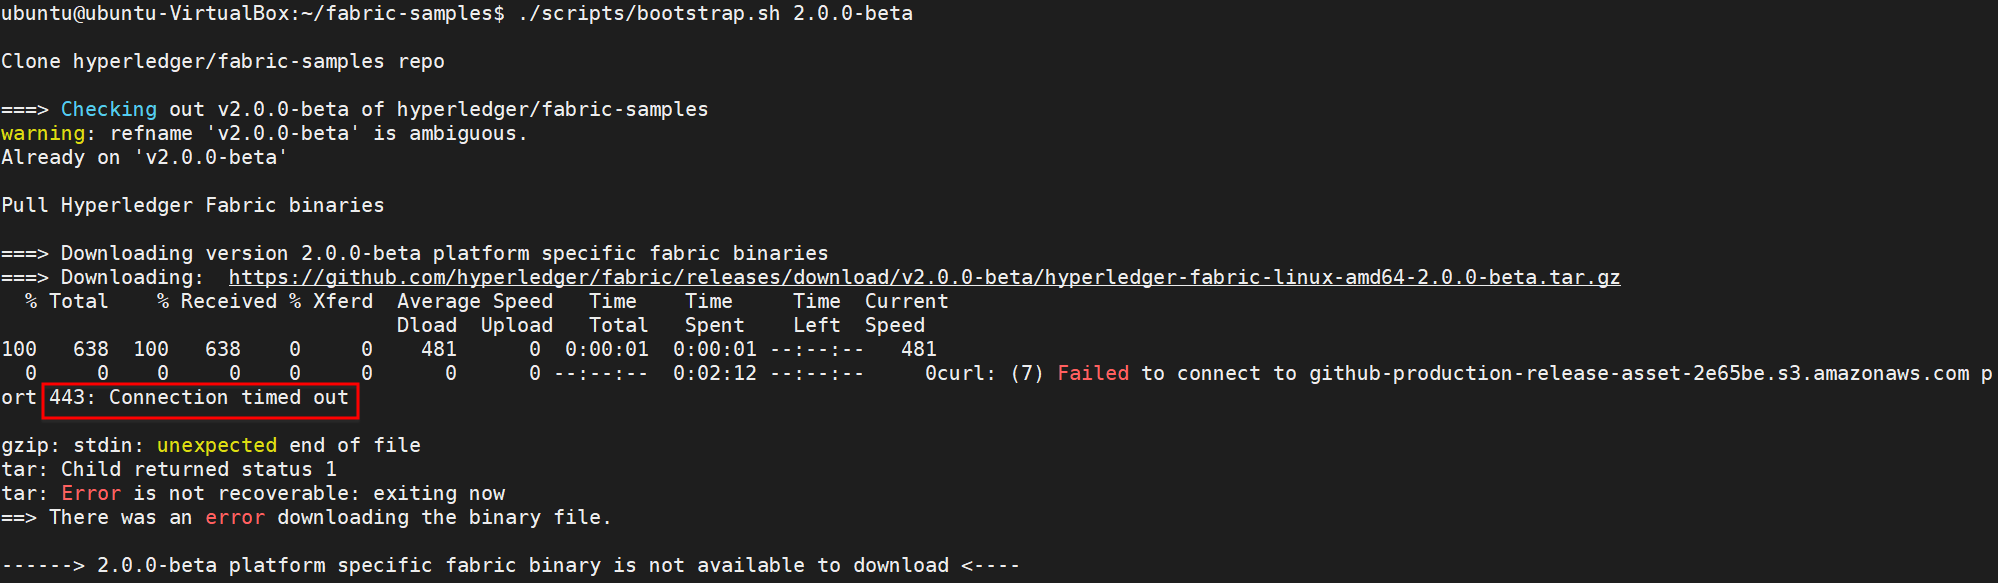 ubuntu@ubuntu-VirtualBox:~/fabric-samples$ ./scripts/bootstrap.sh 2.0.0-beta
Clone hyperledger/fabric-samples repo
===> Checking out v2.0.0-beta of hyperledger/fabric-samples
warning: refname 'v2.0.0-beta' is ambiguous.
Already on 'v2.0.0-beta'
Pull Hyperledger Fabric binaries
===> Downloading version 2.0.0-beta platform specific fabric binaries
===> Downloading:  https://github.com/hyperledger/fabric/releases/download/v2.0.0-beta/hyperledger-fabric-linux-amd64-2.0.0-beta.tar.gz
  % Total    % Received % Xferd  Average Speed   Time    Time     Time  Current
                                 Dload  Upload   Total   Spent    Left  Speed
100   638  100   638    0     0    481      0  0:00:01  0:00:01 --:--:--   481
  0     0    0     0    0     0      0      0 --:--:--  0:02:12 --:--:--     0curl: (7) Failed to connect to github-production-release-asset-2e65be.s3.amazonaws.com p
ort 443: Connection timed out
gzip: stdin: unexpected end of file
tar: Child returned status 1
tar: Error is not recoverable: exiting now
==> There was an error downloading the binary file.
------> 2.0.0-beta platform specific fabric binary is not available to download <----